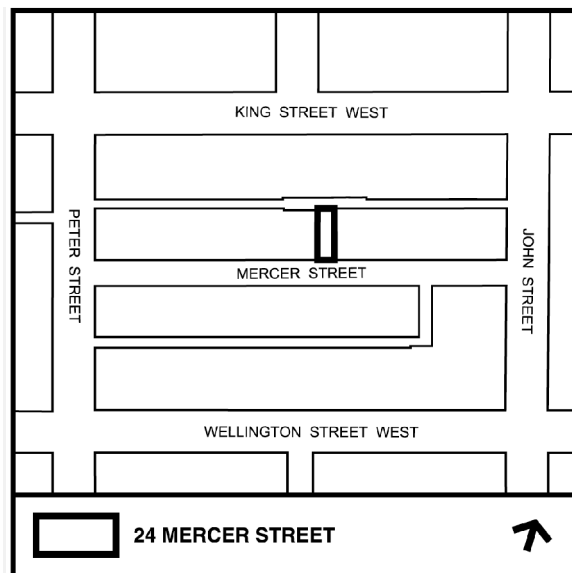 KING STREET WEST
PETER STREET
JOHN STREET
MERCER STREET
WELLINGTON STREET WEST
24 MERCER STREET